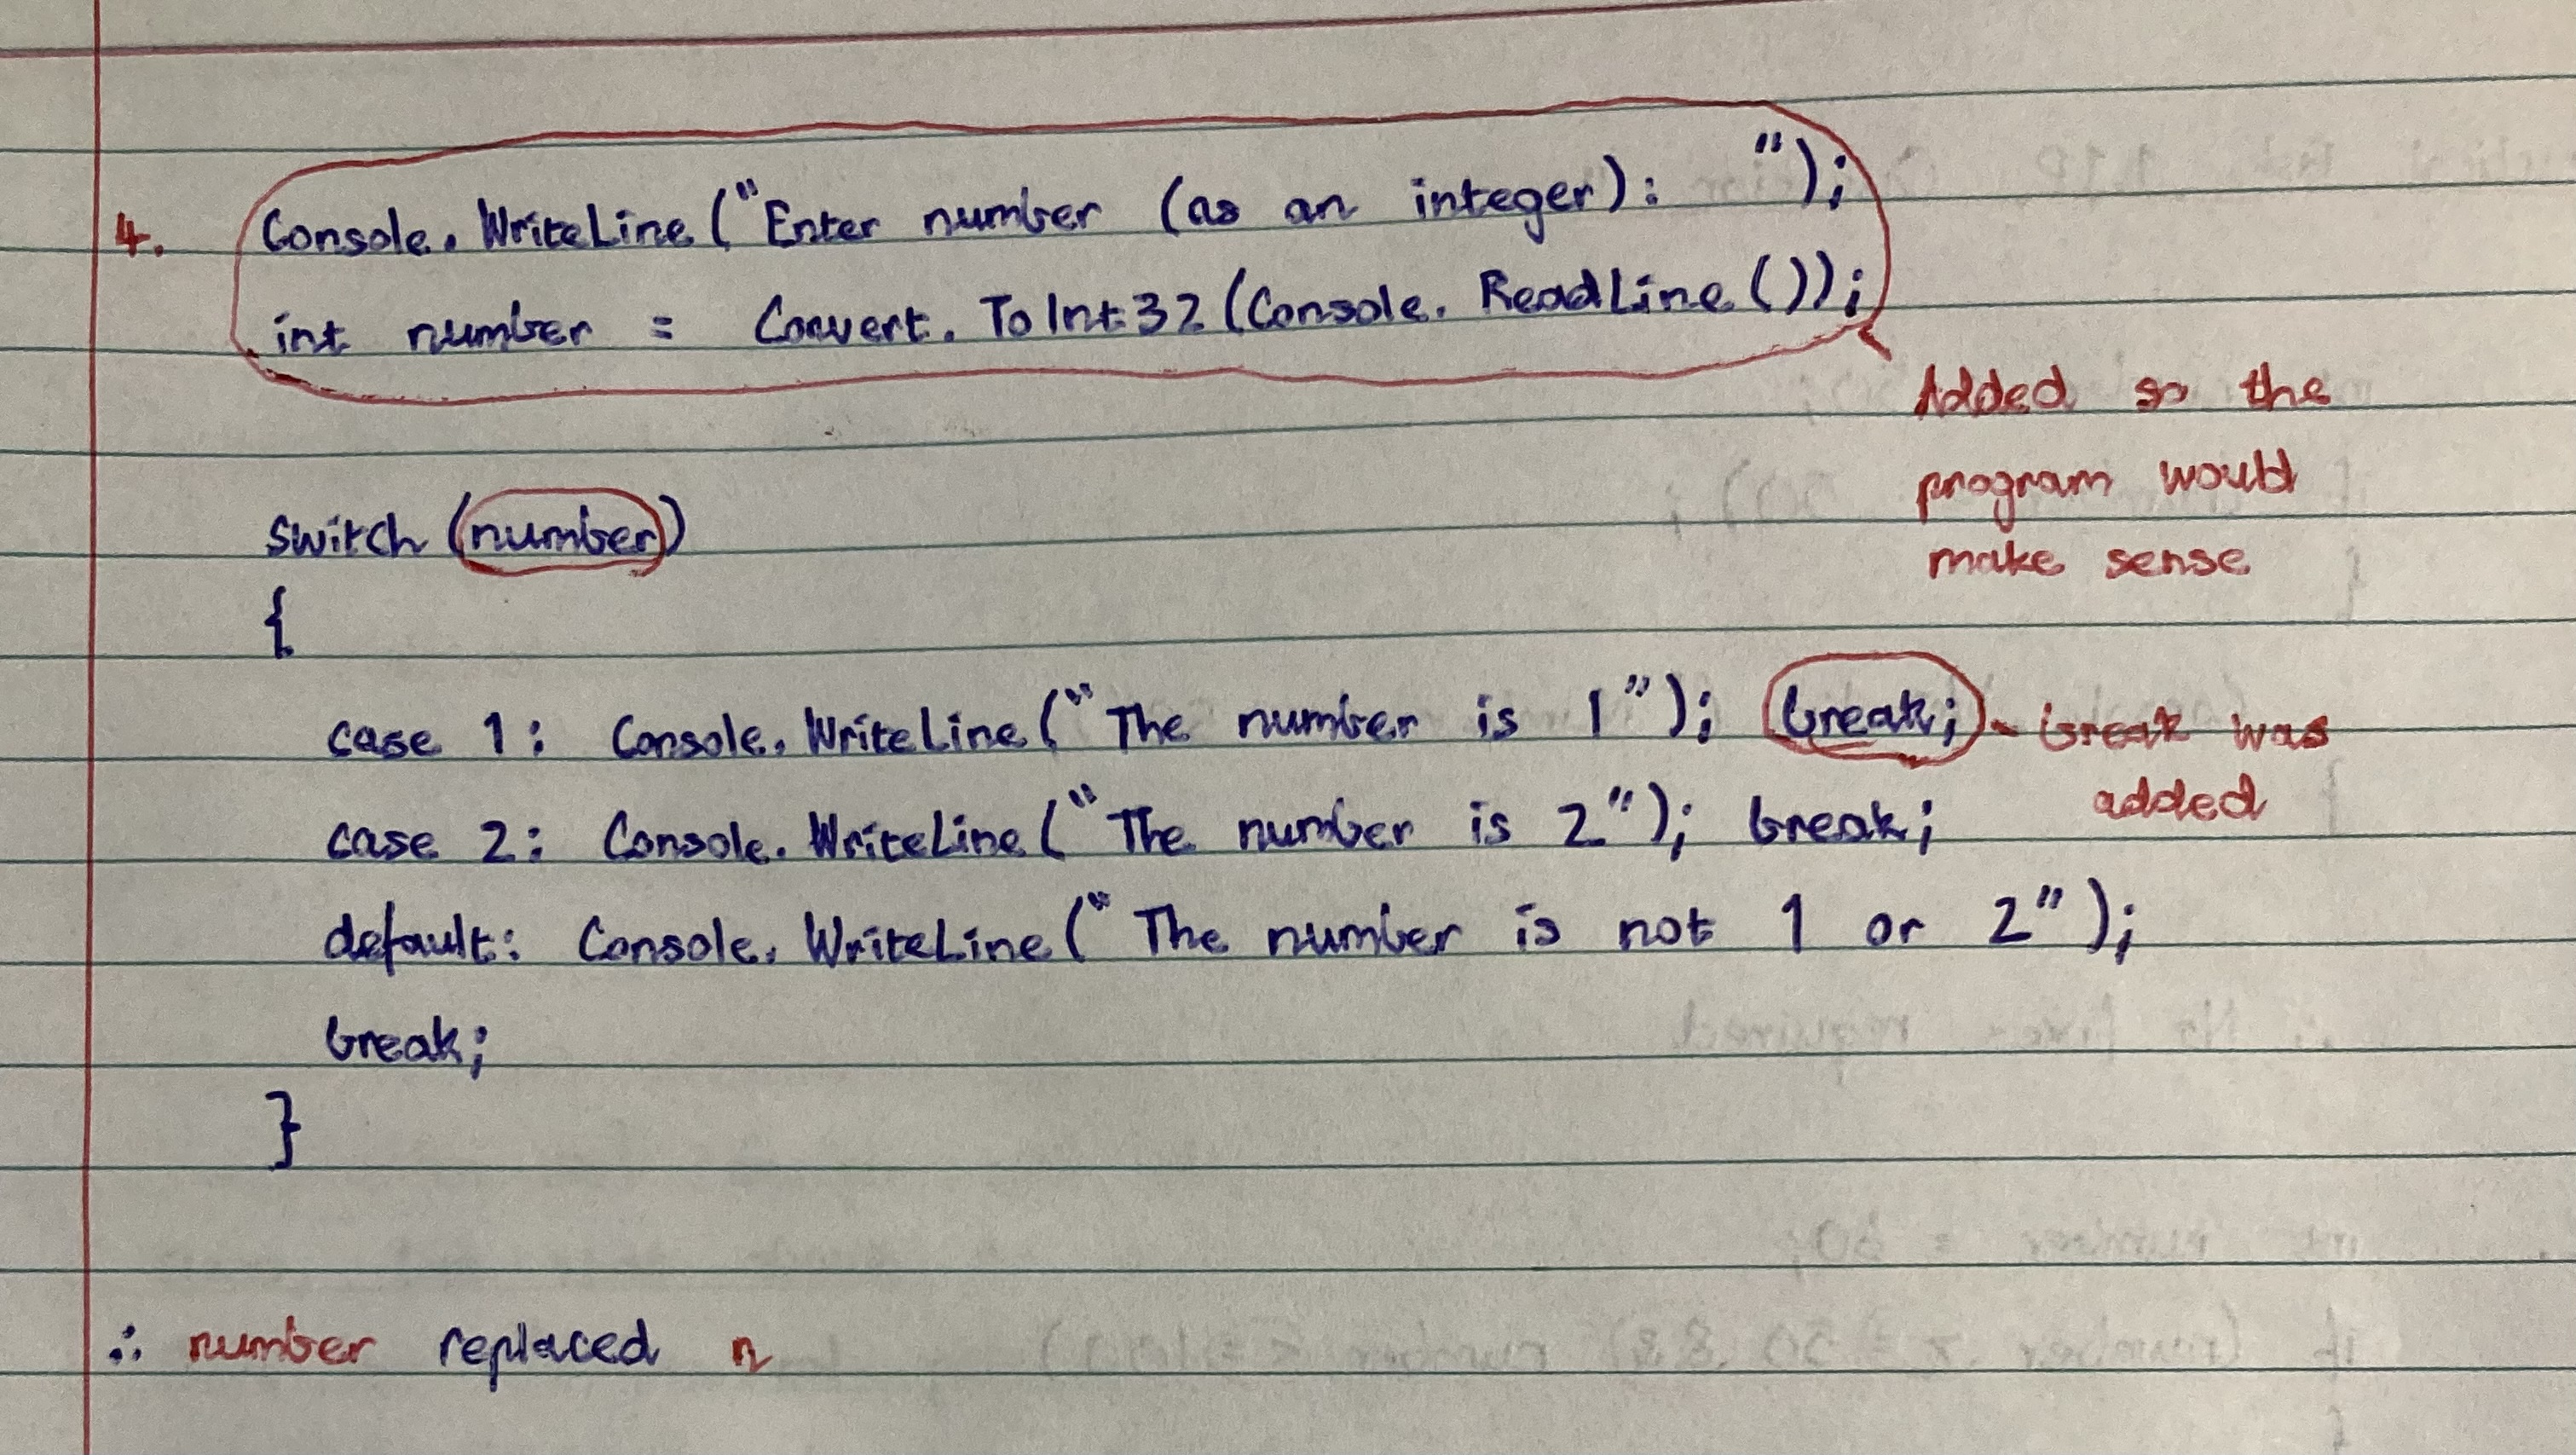 4. Console.WriteLine("Enter number (as an integer): ");
int number = Convert.ToInt32(Console.ReadLine());
Added so the
program would
make sense
switch (number)
{
case 1: Console.WriteLine("The number is 1"); break; - break was
added
case 2: Console.WriteLine("The number is 2"); break;
default: Console.WriteLine("The number is not 1 or 2");
break;
}
∴ number replaced n